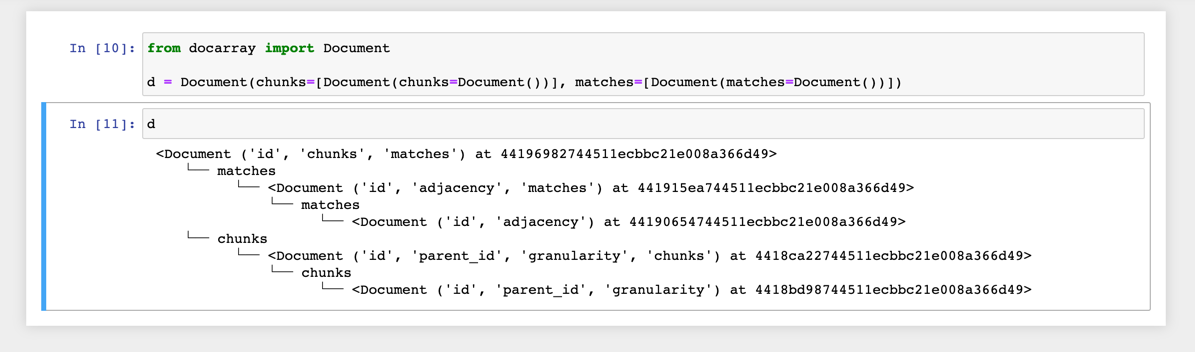 In [10]: from docarray import Document
d = Document(chunks=[Document(chunks=Document())], matches=[Document(matches=Document())])
In [11]: d
<Document ('id', 'chunks', 'matches') at 44196982744511ecbbc21e008a366d49>
└── matches
└── <Document ('id', 'adjacency', 'matches') at 441915ea744511ecbbc21e008a366d49>
└── matches
└── <Document ('id', 'adjacency') at 44190654744511ecbbc21e008a366d49>
└── chunks
└── <Document ('id', 'parent_id', 'granularity', 'chunks') at 4418ca22744511ecbbc21e008a366d49>
└── chunks
└── <Document ('id', 'parent_id', 'granularity') at 4418bd98744511ecbbc21e008a366d49>